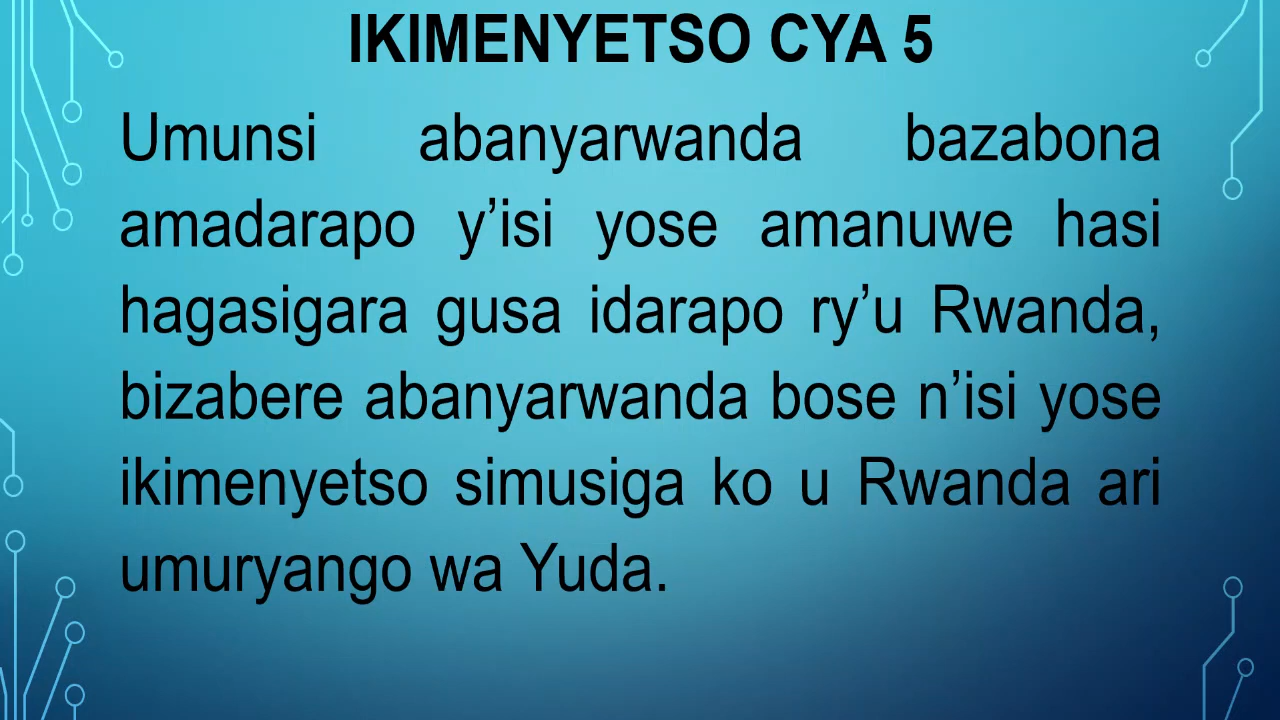 IKIMENYETSO CYA 5
Umunsi abanyarwanda bazabona
amadarapo y’isi yose amanuwe hasi
hagasigara gusa idarapo ry’u Rwanda,
bizabere abanyarwanda bose n’isi yose
ikimenyetso simusiga ko u Rwanda ari
umuryango wa Yuda.